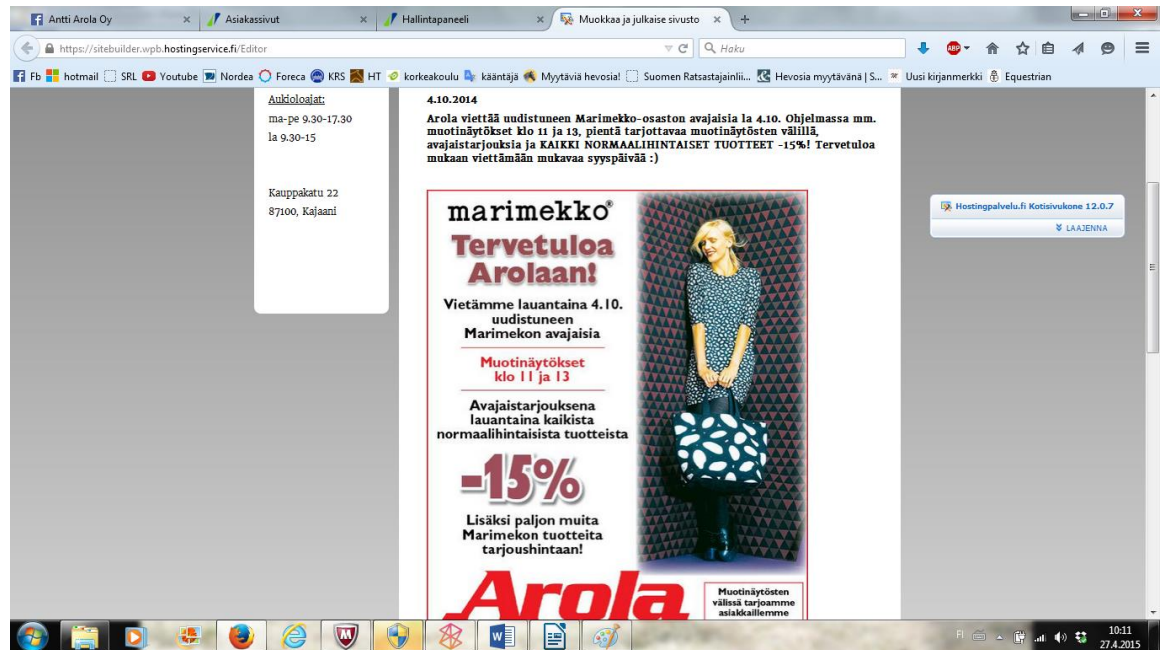 Antti Arola Oy
Asiakassivut
Hallintapaneeli
Muokkaa ja julkaise sivusto
https://sitebuilder.wpb.hostingservice.fi/Editor
Haku
ABP
Fb hotmail SRL Youtube Nordea Foreca KRS HT korkeakoulu kääntäjä Myytäviä hevosia! Suomen Ratsastajainlii... Hevosia myytävänä | S... Uusi kirjanmerkki Equestrian
Aukioloajat:
ma-pe 9.30-17.30
la 9.30-15
Kauppakatu 22
87100, Kajaani
4.10.2014
Arola viettää uudistuneen Marimekko-osaston avajaisia la 4.10. Ohjelmassa mm.
muotinäytökset klo 11 ja 13, pientä tarjottavaa muotinäytösten välillä,
avajaistarjouksia ja KAIKKI NORMAALIHINTAISET TUOTTEET -15%! Tervetuloa
mukaan viettämään mukavaa syyspäivää :)
marimekko®
Tervetuloa
Arolaan!
Vietämme lauantaina 4.10.
uudistuneen
Marimekon avajaisia
Muotinäytökset
klo 11 ja 13
Avajaistarjouksena
lauantaina kaikista
normaalihintaisista tuotteista
-15%
Lisäksi paljon muita
Marimekon tuotteita
tarjoushintaan!
Arola
Muotinäytösten
välissä tarjoamme
asiakkaillemme
Hostingpalvelu.fi Kotisivukone 12.0.7
LAAJENNA
FI
10:11
27.4.2015